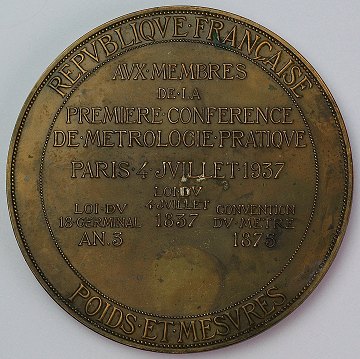 REPVBLIQVE·FRANÇAISE
AVX·MEMBRES
DE·LA
PREMIERE·CONFERENCE
DE·METROLOGIE·PRATIQVE
PARIS·4 JVILLET·1937
LOI·DV
18·GERMINAL
AN.3
LOI·DV
4·JVILLET
1837
CONVENTION
DV·METRE
1875
POIDS·ET·MESVRES